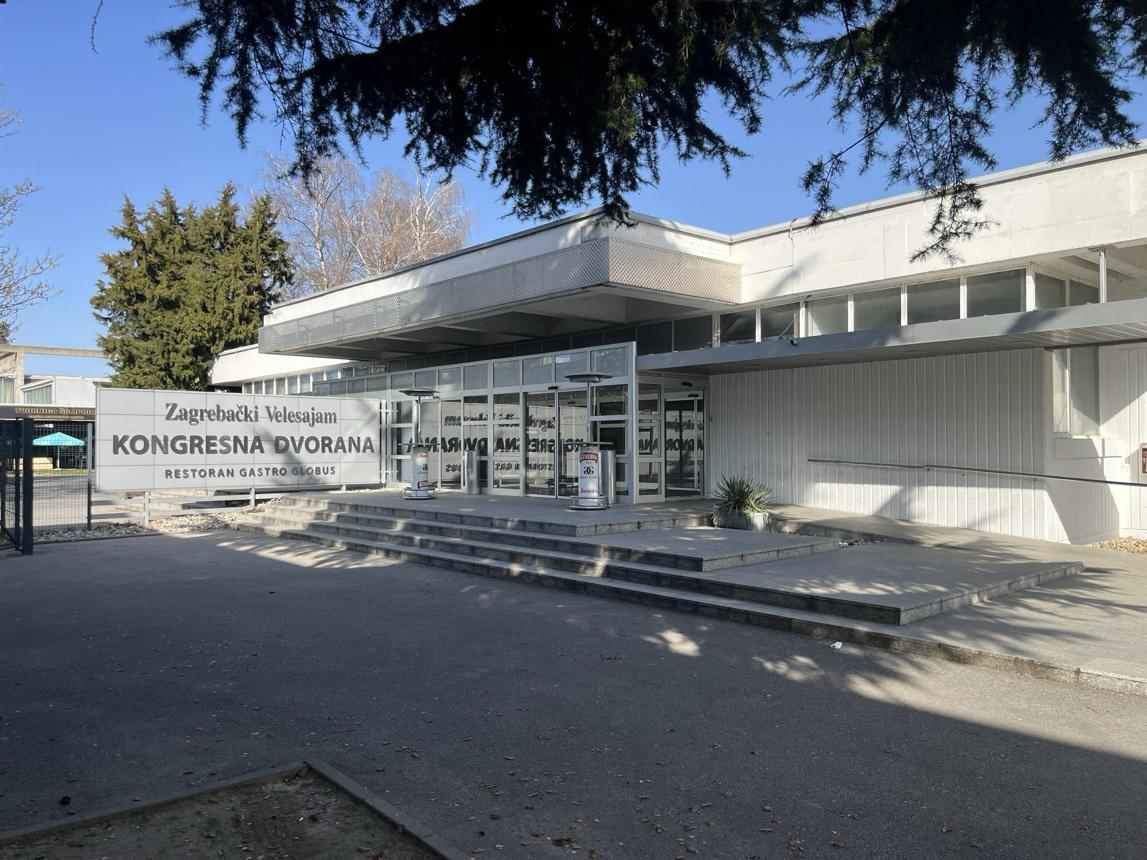 Zagrebački Velesajam
KONGRESNA DVORANA
RESTORAN GASTRO GLOBUS